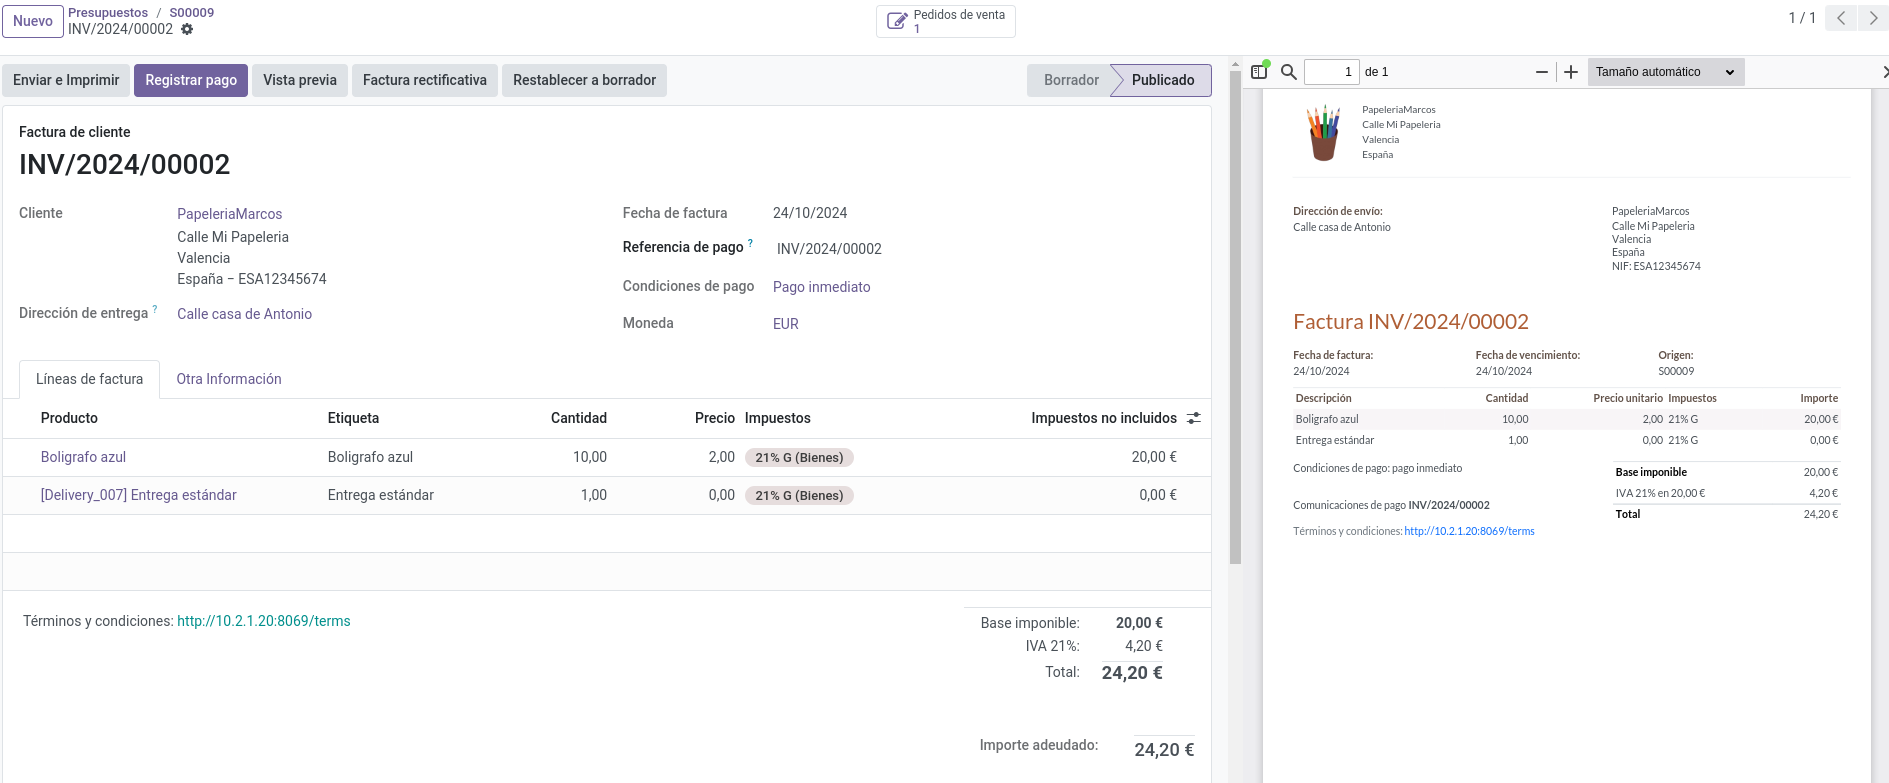 Nuevo
Presupuestos / S00009
INV/2024/00002
Pedidos de venta
1
1 / 1
Enviar e Imprimir
Registrar pago
Vista previa
Factura rectificativa
Restablecer a borrador
Borrador
Publicado
Factura de cliente
INV/2024/00002
Cliente
PapeleriaMarcos
Calle Mi Papeleria
Valencia
España – ESA12345674
Dirección de entrega ?
Calle casa de Antonio
Fecha de factura
24/10/2024
Referencia de pago ?
INV/2024/00002
Condiciones de pago
Pago inmediato
Moneda
EUR
Líneas de factura
Otra Información
Producto Etiqueta Cantidad Precio Impuestos Impuestos no incluidos
Boligrafo azul Boligrafo azul 10,00 2,00 21% G (Bienes) 20,00 €
[Delivery_007] Entrega estándar Entrega estándar 1,00 0,00 21% G (Bienes) 0,00 €
Términos y condiciones: http://10.2.1.20:8069/terms
Base imponible: 20,00 €
IVA 21%: 4,20 €
Total: 24,20 €
Importe adeudado: 24,20 €
1 de 1
Tamaño automático
PapeleriaMarcos
Calle Mi Papeleria
Valencia
España
Dirección de envío:
Calle casa de Antonio
PapeleriaMarcos
Calle Mi Papeleria
Valencia
España
NIF: ESA12345674
Factura INV/2024/00002
Fecha de factura: Fecha de vencimiento: Origen:
24/10/2024 24/10/2024 S00009
Descripción Cantidad Precio unitario Impuestos Importe
Boligrafo azul 10,00 2,00 21% G 20,00 €
Entrega estándar 1,00 0,00 21% G 0,00 €
Condiciones de pago: pago inmediato
Base imponible 20,00 €
IVA 21% en 20,00 € 4,20 €
Total 24,20 €
Comunicaciones de pago INV/2024/00002
Términos y condiciones: http://10.2.1.20:8069/terms